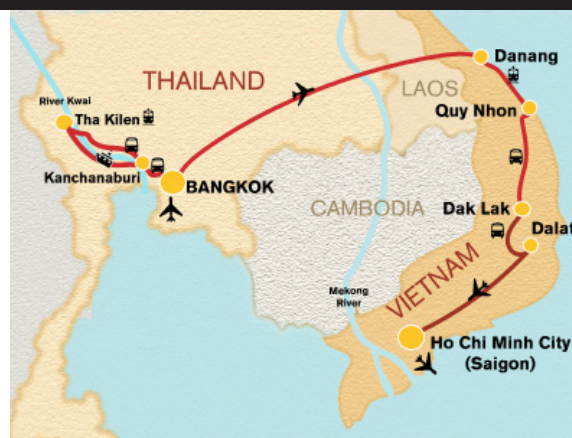 Danang
THAILAND
LAOS
River Kwai
Quy Nhon
Tha Kilen
Kanchanaburi
BANGKOK
CAMBODIA
Dak Lak
Dalat
VIETNAM
Mekong
River
Ho Chi Minh City
(Saigon)